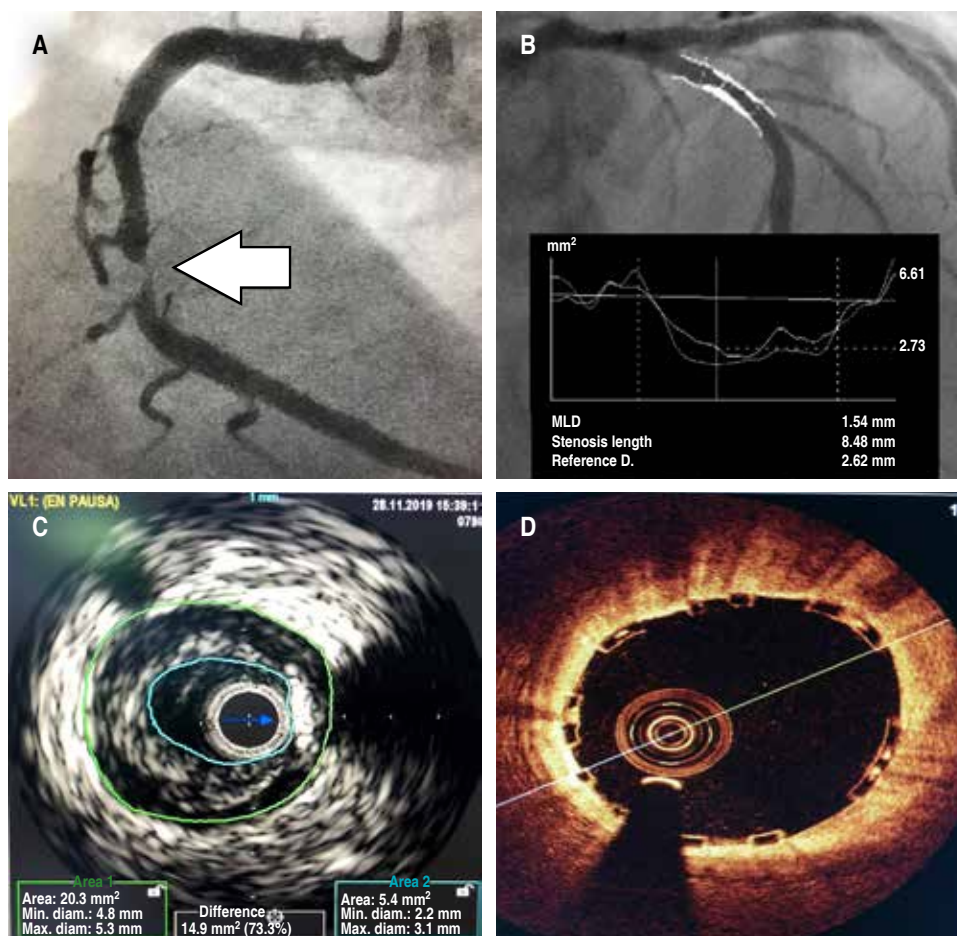 A
B
mm²
6.61
2.73
MLD 1.54 mm
Stenosis length 8.48 mm
Reference D. 2.62 mm
VL1: (EN PAUSA)
1 mm
28.11.2019 15:39:11
C
Area 1
Area: 20.3 mm²
Min. diam.: 4.8 mm
Max. diam: 5.3 mm
Difference
14.9 mm² (73.3%)
Area 2
Area: 5.4 mm²
Min. diam.: 2.2 mm
Max. diam.: 3.1 mm
D
1